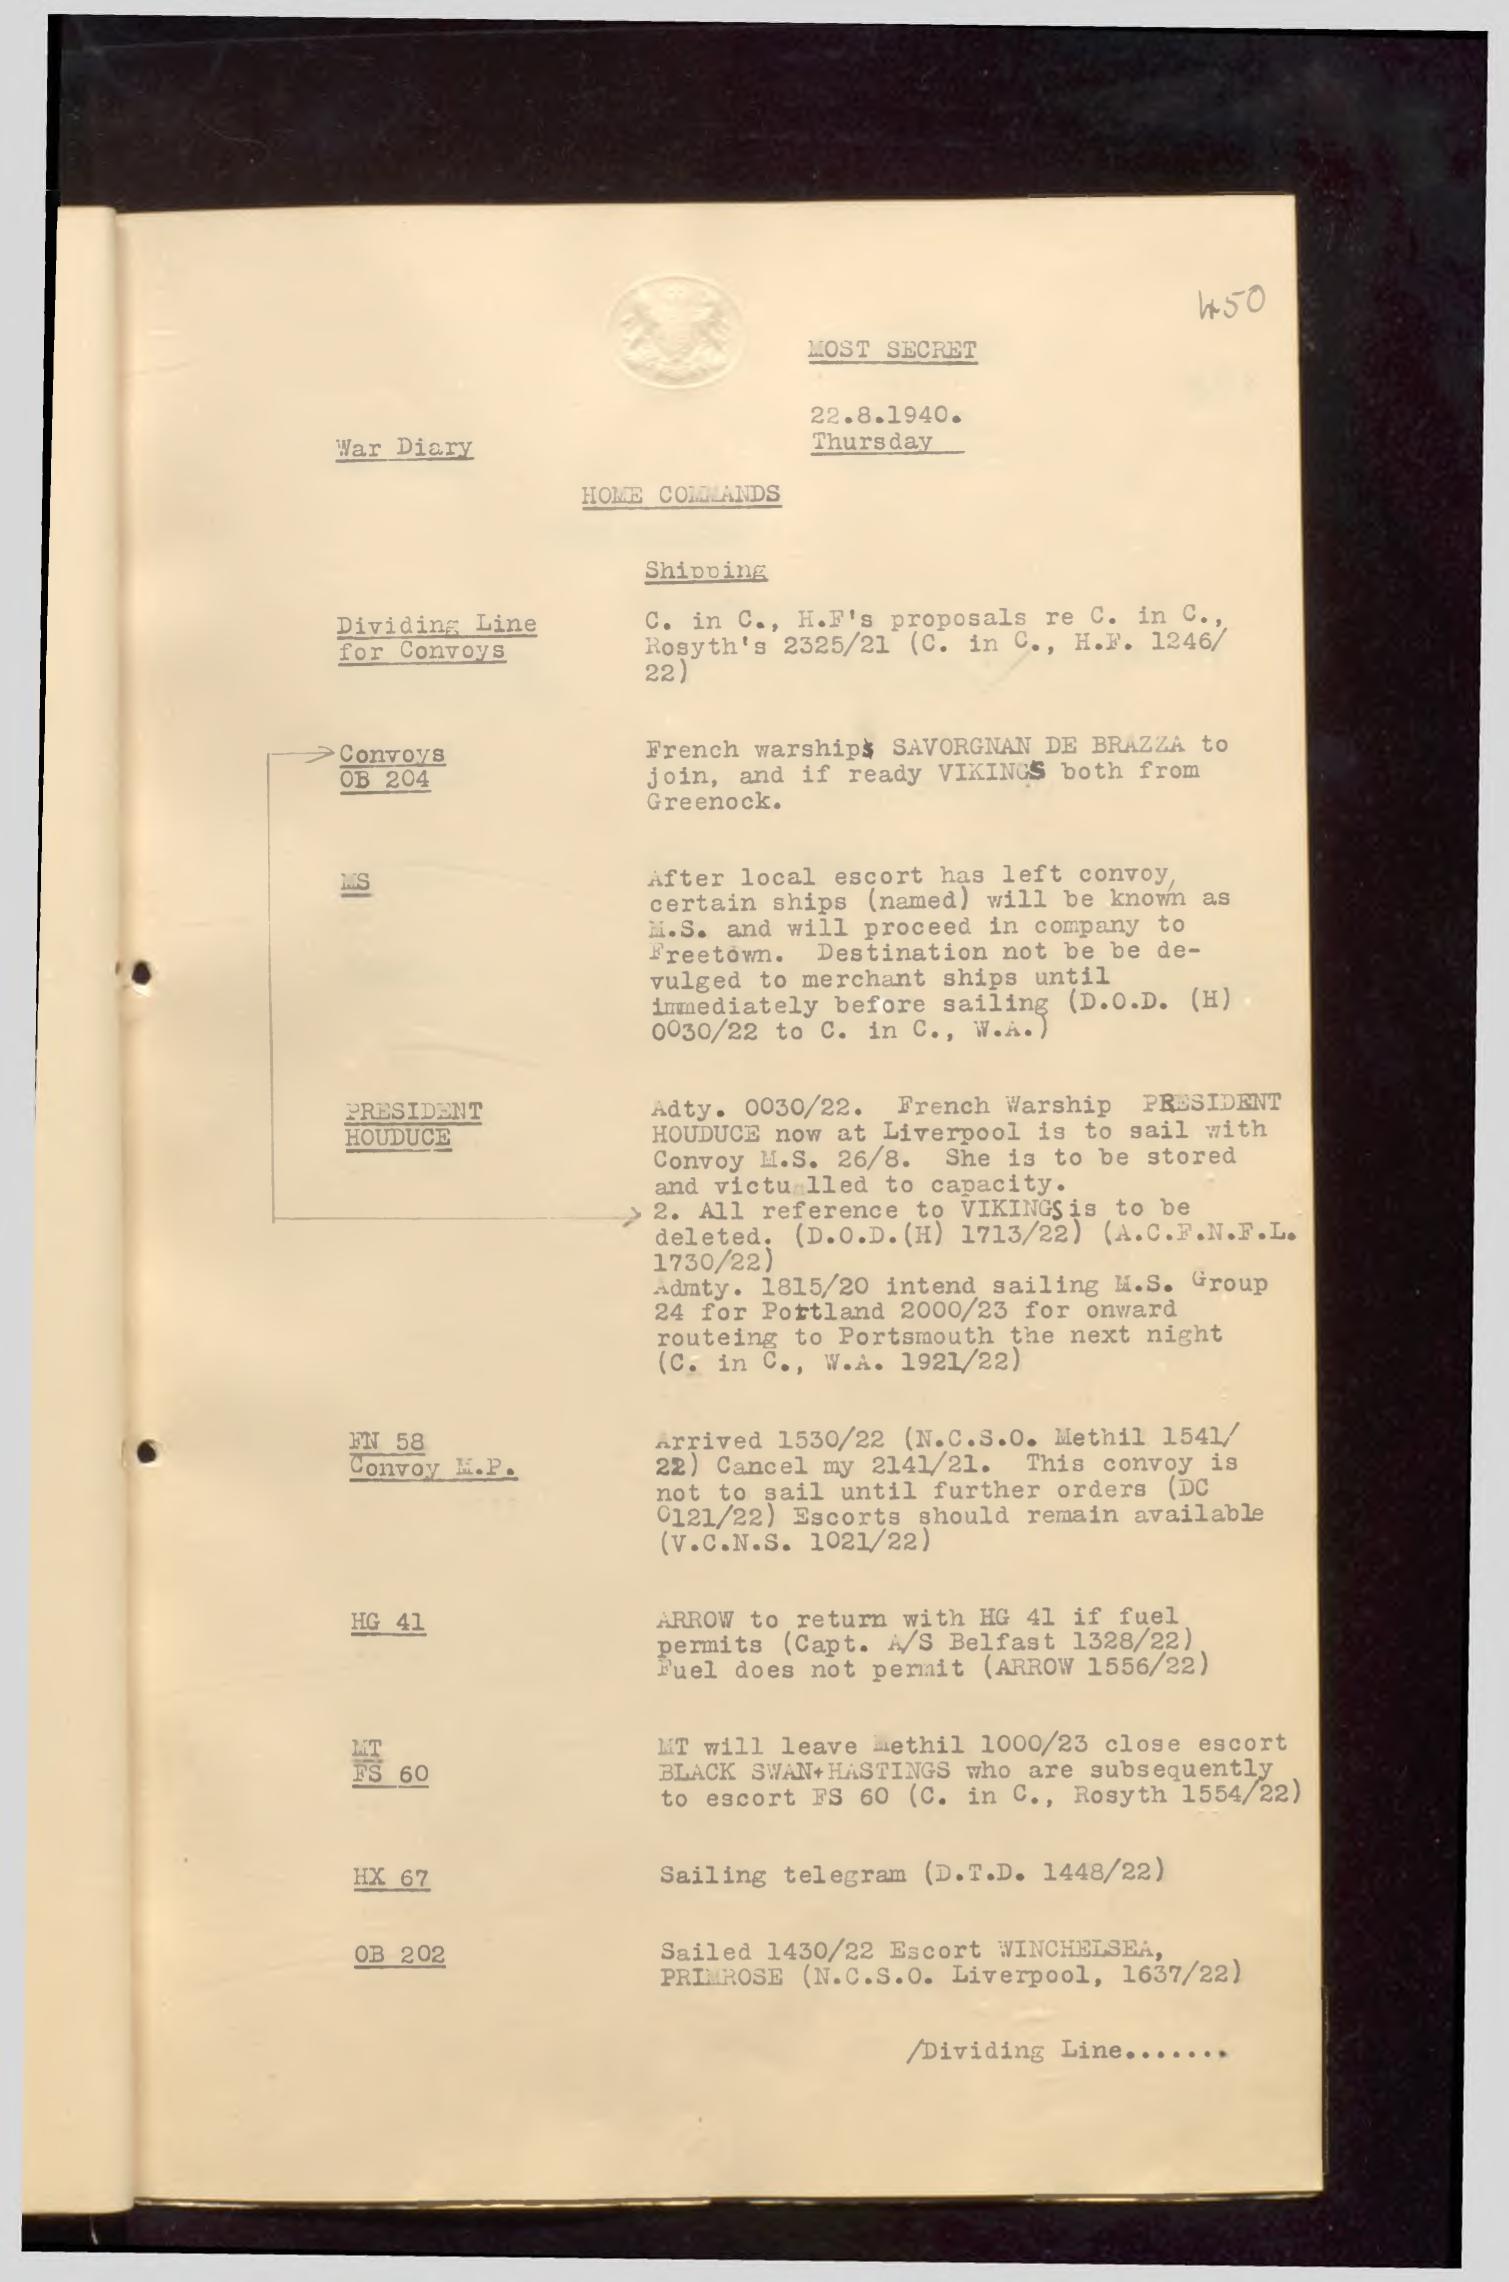 450
MOST SECRET
22.8.1940.
Thursday
War Diary
HOME COMMANDS
Shipping
Dividing Line
for Convoys
C. in C., H.F's proposals re C. in C.,
Rosyth's 2325/21 (C. in C., H.F. 1246/
22)
Convoys
OB 204
French warships SAVORGNAN DE BRAZZA to
join, and if ready VIKINGS both from
Greenock.
MS
After local escort has left convoy,
certain ships (named) will be known as
M.S. and will proceed in company to
Freetown. Destination not be be de-
vulged to merchant ships until
immediately before sailing (D.O.D. (H)
0030/22 to C. in C., W.A.)
PRESIDENT
HOUDUCE
Adty. 0030/22. French Warship PRESIDENT
HOUDUCE now at Liverpool is to sail with
Convoy M.S. 26/8. She is to be stored
and victualled to capacity.
2. All reference to VIKINGS is to be
deleted. (D.O.D.(H) 1713/22) (A.C.F.N.F.L.
1730/22)
Admty. 1815/20 intend sailing M.S. Group
24 for Portland 2000/23 for onward
routeing to Portsmouth the next night
(C. in C., W.A. 1921/22)
FN 58
Convoy M.P.
Arrived 1530/22 (N.C.S.O. Methil 1541/
22) Cancel my 2141/21. This convoy is
not to sail until further orders (DC
0121/22) Escorts should remain available
(V.C.N.S. 1021/22)
HG 41
ARROW to return with HG 41 if fuel
permits (Capt. A/S Belfast 1328/22)
Fuel does not permit (ARROW 1556/22)
MT
FS 60
MT will leave Methil 1000/23 close escort
BLACK SWAN+HASTINGS who are subsequently
to escort FS 60 (C. in C., Rosyth 1554/22)
HX 67
Sailing telegram (D.T.D. 1448/22)
OB 202
Sailed 1430/22 Escort WINCHELSEA,
PRIMROSE (N.C.S.O. Liverpool, 1637/22)
/Dividing Line.......